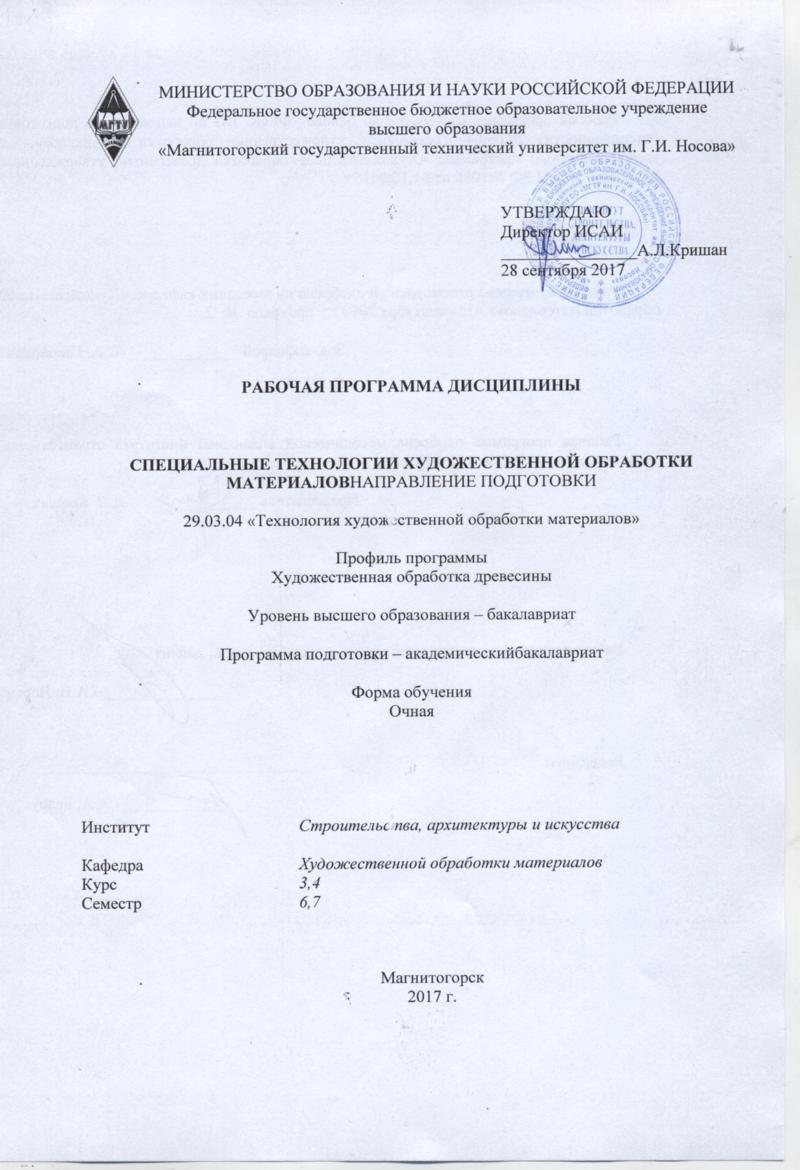 МГТУ
МИНИСТЕРСТВО ОБРАЗОВАНИЯ И НАУКИ РОССИЙСКОЙ ФЕДЕРАЦИИ
Федеральное государственное бюджетное образовательное учреждение
высшего образования
«Магнитогорский государственный технический университет им. Г.И. Носова»
УТВЕРЖДАЮ
Директор ИСАИ
А.Л.Кришан
28 сентября 2017
РАБОЧАЯ ПРОГРАММА ДИСЦИПЛИНЫ
СПЕЦИАЛЬНЫЕ ТЕХНОЛОГИИ ХУДОЖЕСТВЕННОЙ ОБРАБОТКИ
МАТЕРИАЛОВНАПРАВЛЕНИЕ ПОДГОТОВКИ
29.03.04 «Технология художественной обработки материалов»
Профиль программы
Художественная обработка древесины
Уровень высшего образования – бакалавриат
Программа подготовки – академическийбакалавриат
Форма обучения
Очная
Институт Строительства, архитектуры и искусства
Кафедра Художественной обработки материалов
Курс 3,4
Семестр 6,7
Магнитогорск
2017 г.